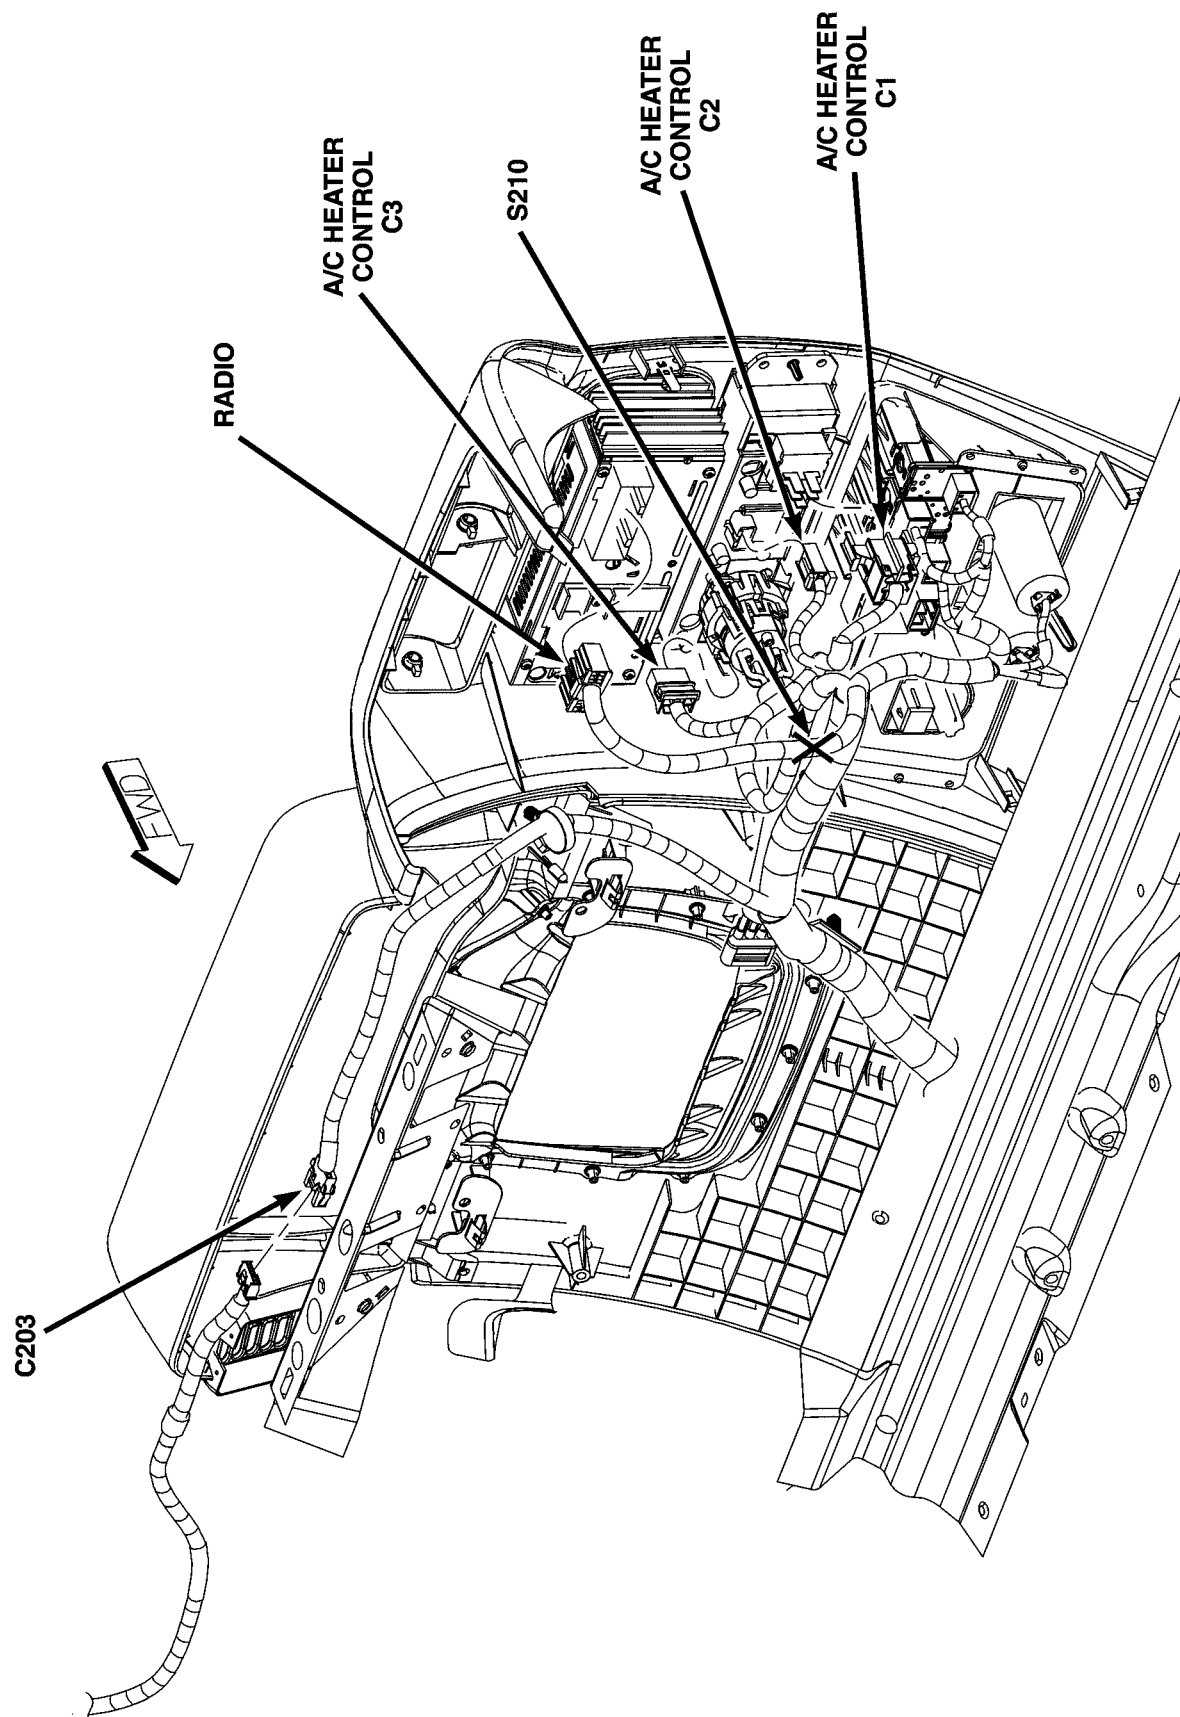 C203
FWD
RADIO
A/C HEATER
CONTROL
C3
S210
A/C HEATER
CONTROL
C2
A/C HEATER
CONTROL
C1